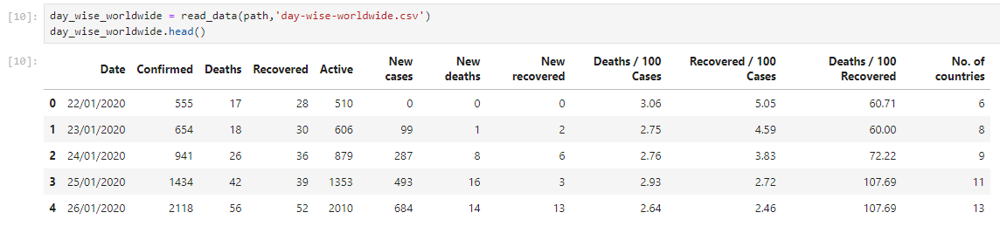 [10]: day_wise_worldwide = read_data(path,'day-wise-worldwide.csv')
day_wise_worldwide.head()
[10]:
Date Confirmed Deaths Recovered Active New cases New deaths New recovered Deaths / 100 Cases Recovered / 100 Cases Deaths / 100 Recovered No. of countries
0 22/01/2020 555 17 28 510 0 0 0 3.06 5.05 60.71 6
1 23/01/2020 654 18 30 606 99 1 2 2.75 4.59 60.00 8
2 24/01/2020 941 26 36 879 287 8 6 2.76 3.83 72.22 9
3 25/01/2020 1434 42 39 1353 493 16 3 2.93 2.72 107.69 11
4 26/01/2020 2118 56 52 2010 684 14 13 2.64 2.46 107.69 13